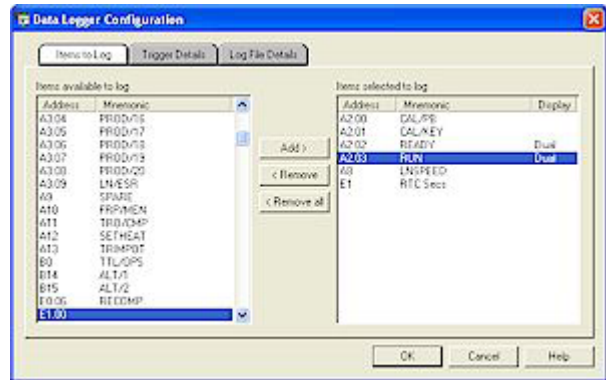 Data Logger Configuration
Items to Log Trigger Details Log File Details
Items available to log
Address Mnemonic
A3.04 PROD/16
A3.05 PROD/17
A3.06 PROD/18
A3.07 PROD/19
A3.08 PROD/20
A3.09 LN/ESR
A9 SPARE
A10 FRP/MEN
A11 TRD/CMP
A12 SETHEAT
A13 TRIMPOT
B0 TTL/OPS
B14 ALT/1
B15 ALT/2
E0.06 RECOMP
E1.00
Add >
< Remove
< Remove all
Items selected to log
Address Mnemonic Display
A2.00 CAL/PB
A2.01 CAL/KEY
A2.02 READY Dual
A2.03 RUN Dual
A8 LNSPEED
E1 RTC Secs
OK Cancel Help